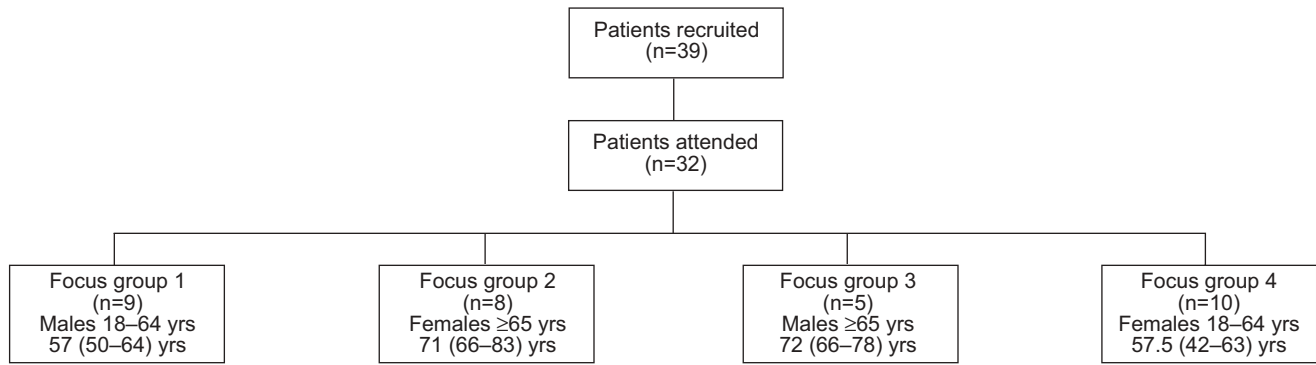 Patients recruited
(n=39)
Patients attended
(n=32)
Focus group 1
(n=9)
Males 18–64 yrs
57 (50–64) yrs
Focus group 2
(n=8)
Females ≥65 yrs
71 (66–83) yrs
Focus group 3
(n=5)
Males ≥65 yrs
72 (66–78) yrs
Focus group 4
(n=10)
Females 18–64 yrs
57.5 (42–63) yrs